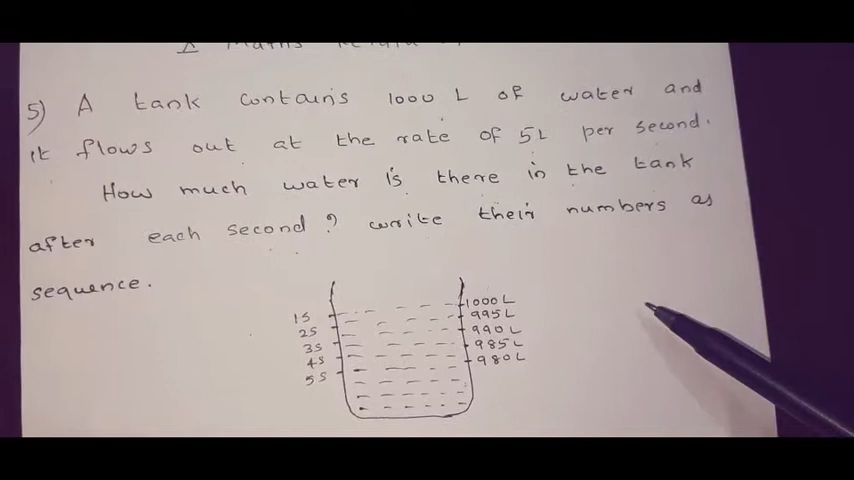 5) A tank contains 1000 L of water and
it flows out at the rate of 5L per second.
How much water is there in the tank
after each second? write their numbers as
sequence.
1S
2S
3S
4S
5S
1000 L
995 L
990 L
985 L
980 L